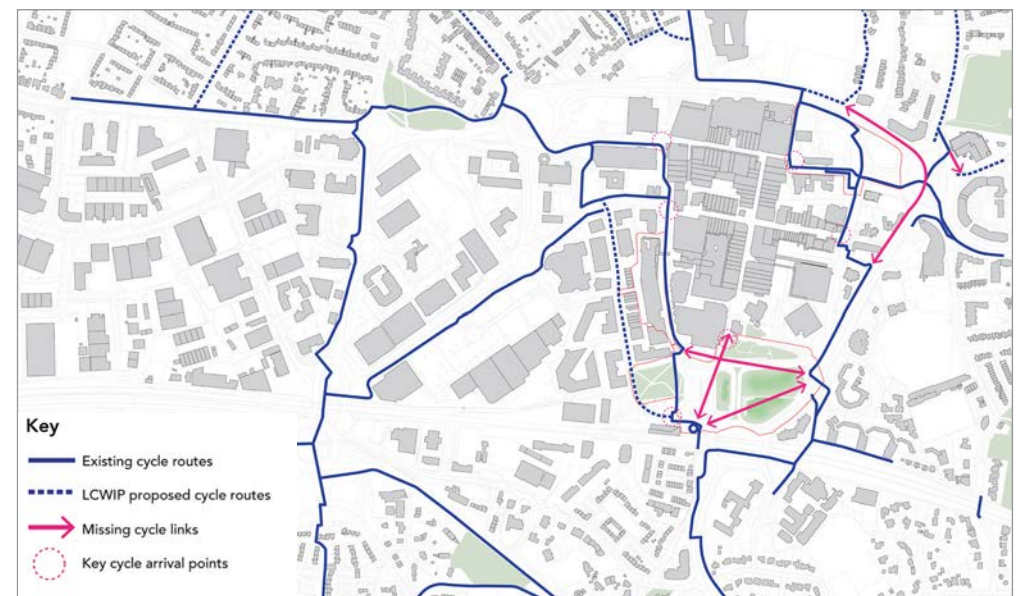 Key
Existing cycle routes
LCWIP proposed cycle routes
Missing cycle links
Key cycle arrival points